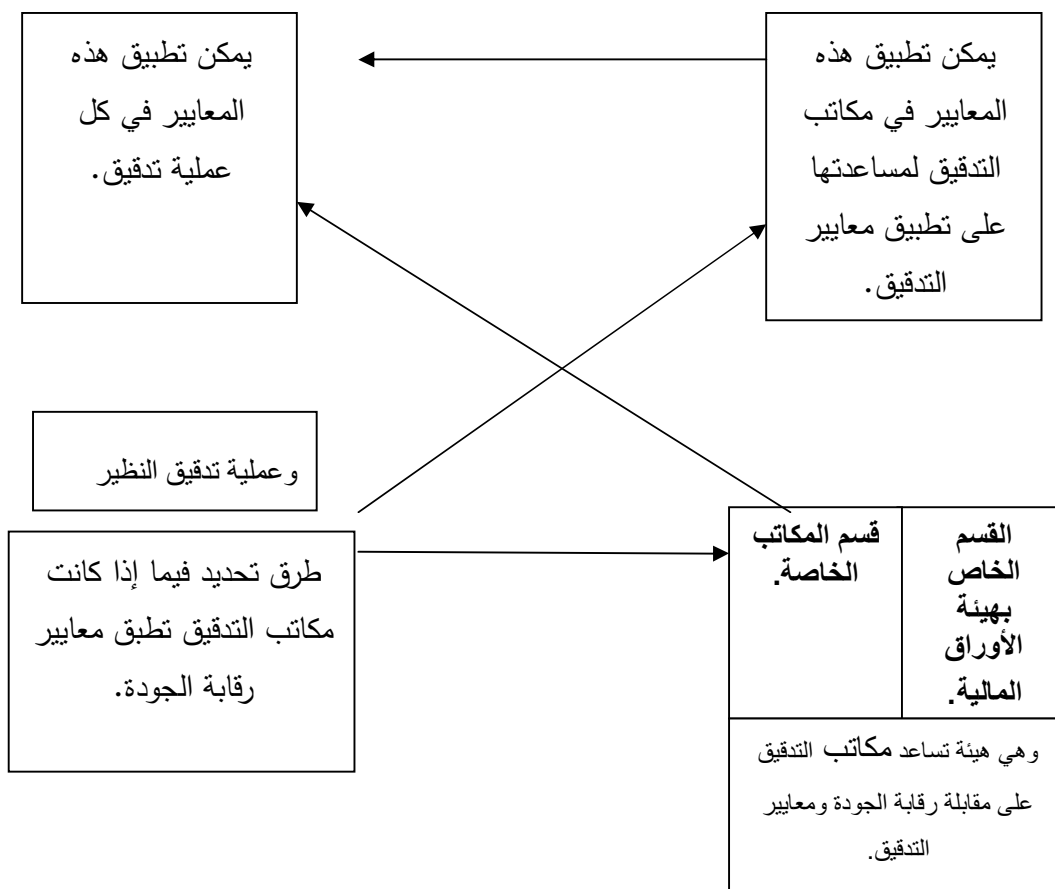 يمكن تطبيق هذه
المعايير في مكاتب
التدقيق لمساعدتها
على تطبيق معايير
التدقيق.
يمكن تطبيق هذه
المعايير في كل
عملية تدقيق.
وعملية تدقيق النظير
طرق تحديد فيما إذا كانت
مكاتب التدقيق تطبق معايير
رقابة الجودة.
القسم
الخاص
بهيئة
الأوراق
المالية.
قسم المكاتب
الخاصة.
وهي هيئة تساعد مكاتب التدقيق
على مقابلة رقابة الجودة ومعايير
التدقيق.